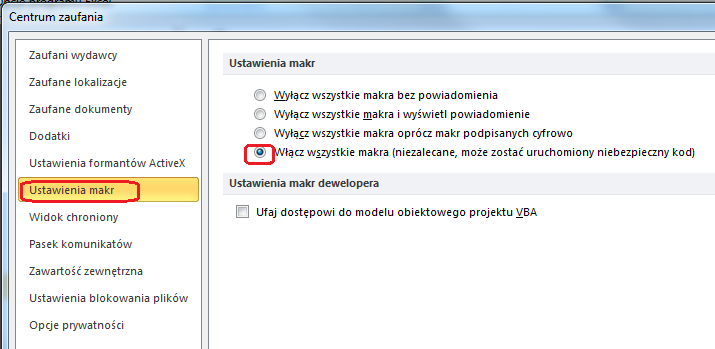 Centrum zaufania
Zaufani wydawcy
Zaufane lokalizacje
Zaufane dokumenty
Dodatki
Ustawienia formantów ActiveX
Ustawienia makr
Widok chroniony
Pasek komunikatów
Zawartość zewnętrzna
Ustawienia blokowania plików
Opcje prywatności
Ustawienia makr
Wyłącz wszystkie makra bez powiadomienia
Wyłącz wszystkie makra i wyświetl powiadomienie
Wyłącz wszystkie makra oprócz makr podpisanych cyfrowo
Włącz wszystkie makra (niezalecane, może zostać uruchomiony niebezpieczny kod)
Ustawienia makr dewelopera
Ufaj dostępowi do modelu obiektowego projektu VBA